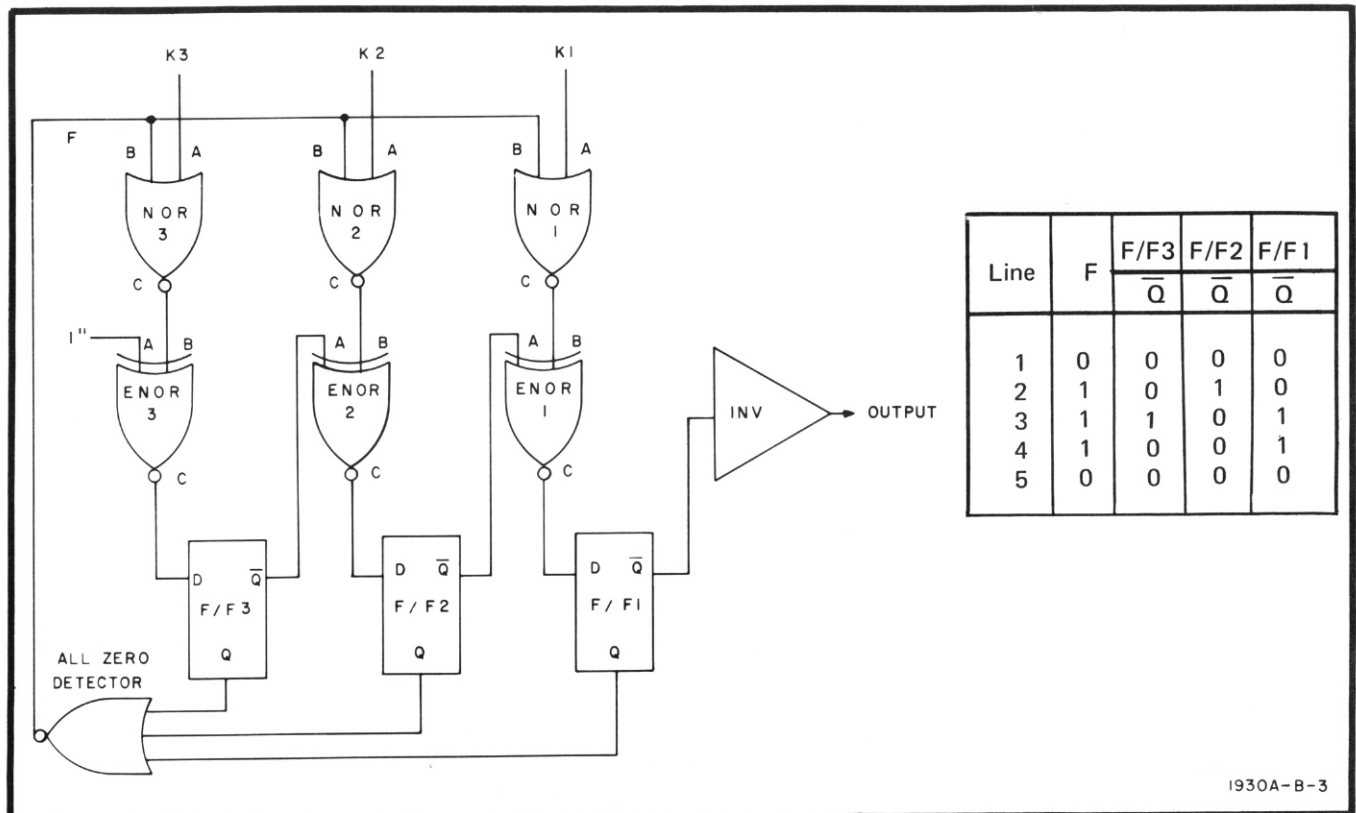 K3 K2 K1
F
B A B A B A
NOR 3 NOR 2 NOR 1
C C C
1" A B A B A B
ENOR 3 ENOR 2 ENOR 1
INV OUTPUT
C C C
D Q̅ D Q̅ D Q̅
F/F3 F/F2 F/F1
Q Q Q
ALL ZERO
DETECTOR
Line F F/F3 F/F2 F/F1
Q̅ Q̅ Q̅
1 0 0 0 0
2 1 0 1 0
3 1 1 0 1
4 1 0 0 1
5 0 0 0 0
1930A-B-3